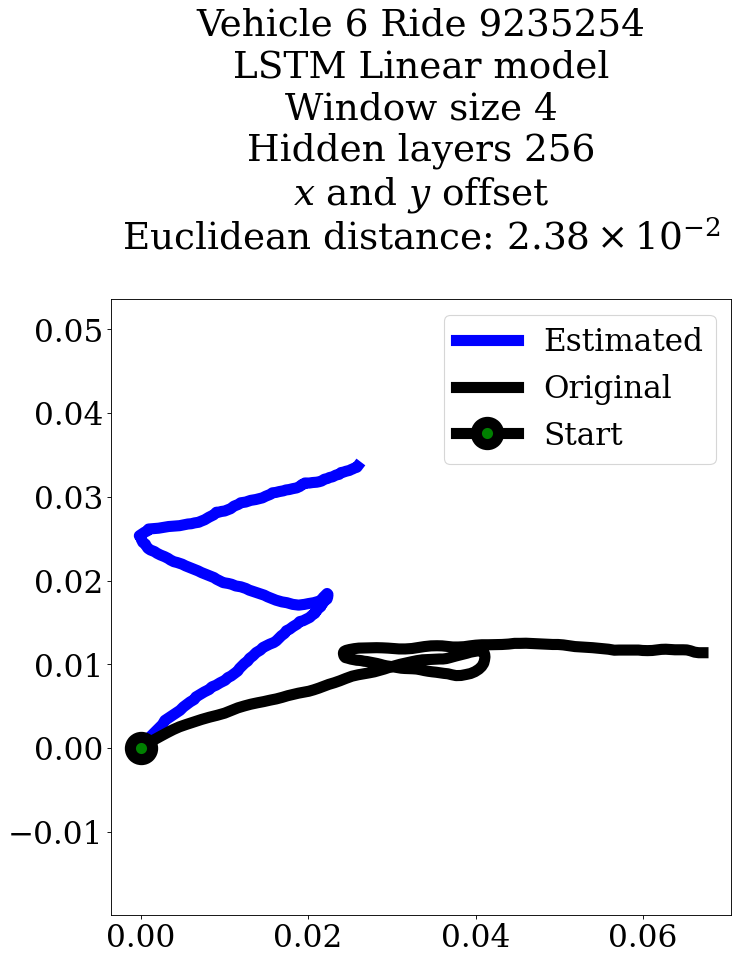 Vehicle 6 Ride 9235254
LSTM Linear model
Window size 4
Hidden layers 256
x and y offset
Euclidean distance: 2.38 × 10⁻²
Estimated
Original
Start
0.05
0.04
0.03
0.02
0.01
0.00
−0.01
0.00 0.02 0.04 0.06